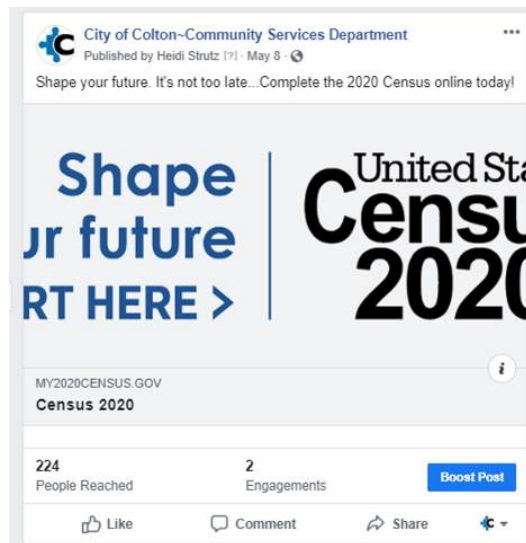 City of Colton~Community Services Department
Published by Heidi Strutz [?] · May 8 ·
Shape your future. It's not too late...Complete the 2020 Census online today!
Shape
ur future
RT HERE >
United Sta
Censu
2020
MY2020CENSUS.GOV
Census 2020
224
People Reached
2
Engagements
Boost Post
Like
Comment
Share